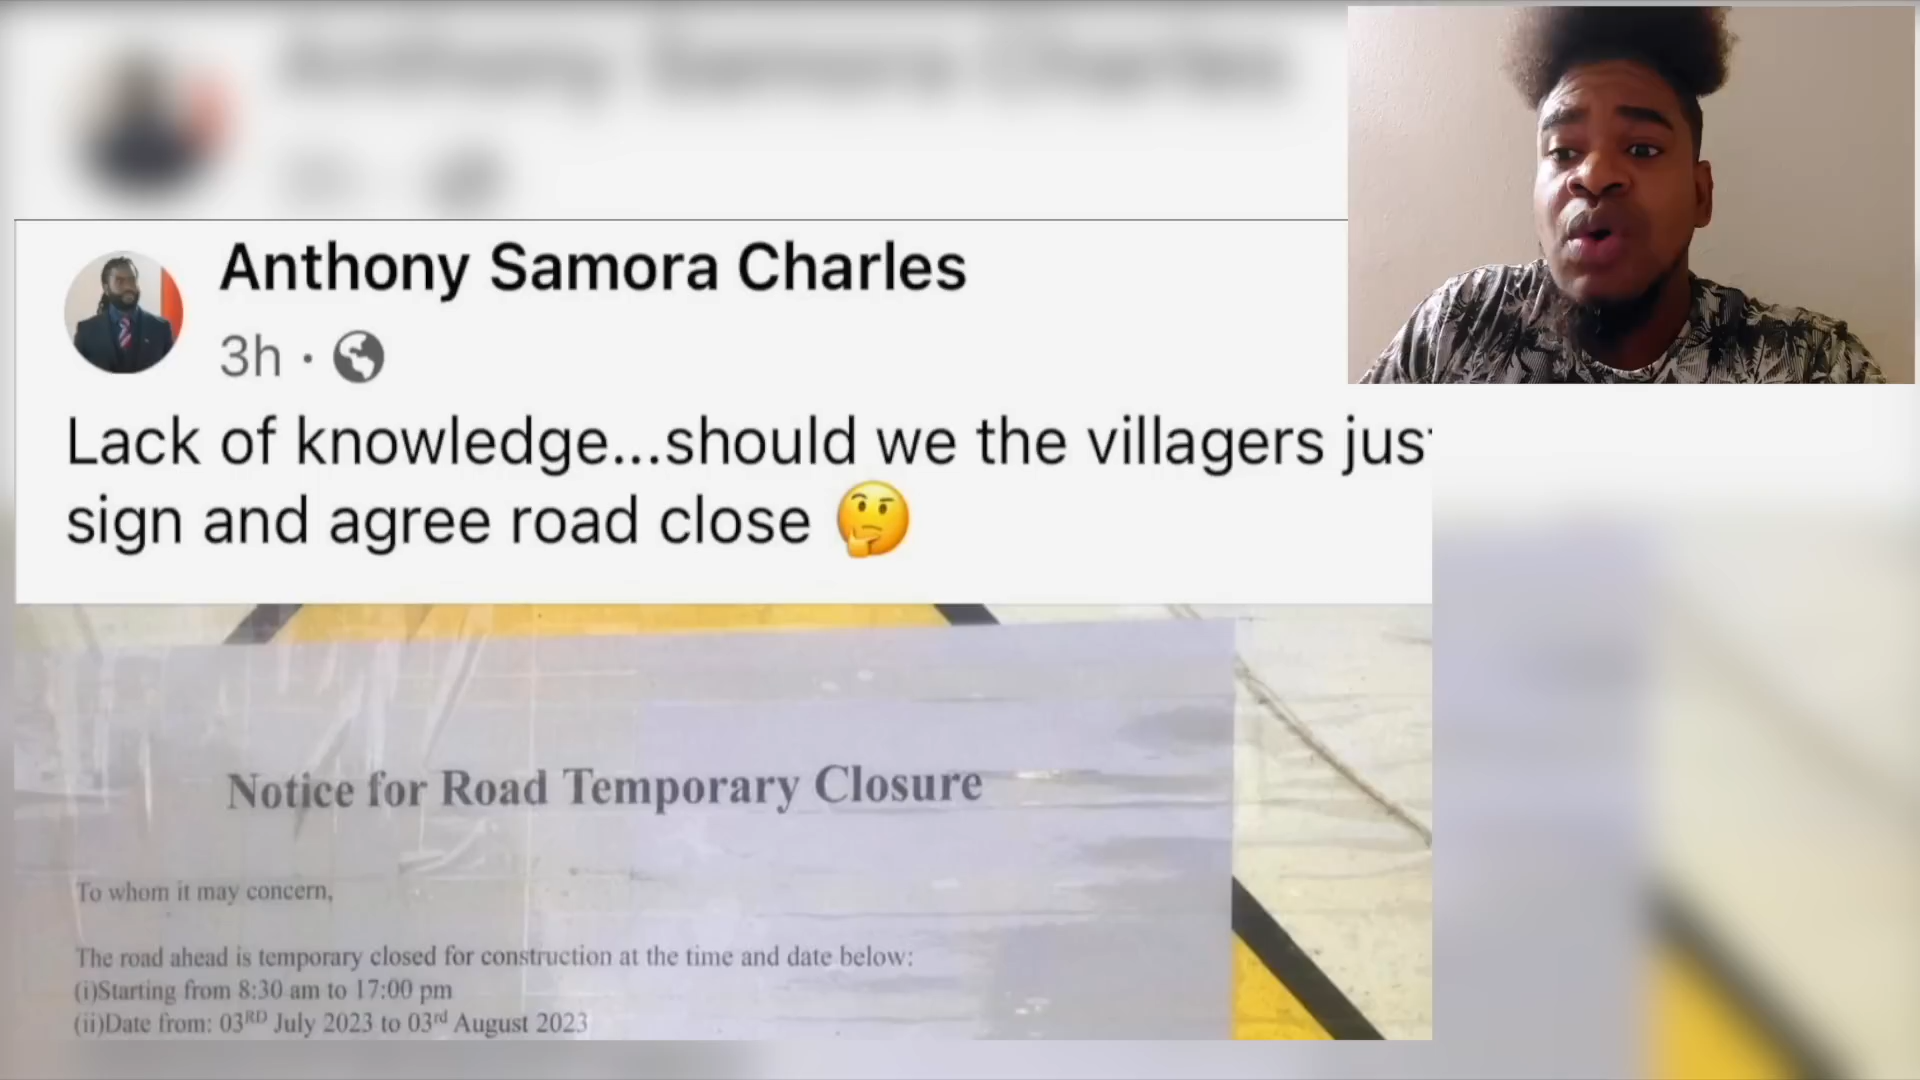 Anthony Samora Charles
3h ·
Lack of knowledge...should we the villagers jus
sign and agree road close 🤔
Notice for Road Temporary Closure
To whom it may concern,
The road ahead is temporary closed for construction at the time and date below:
(i)Starting from 8:30 am to 17:00 pm
(ii)Date from: 03RD July 2023 to 03rd August 2023